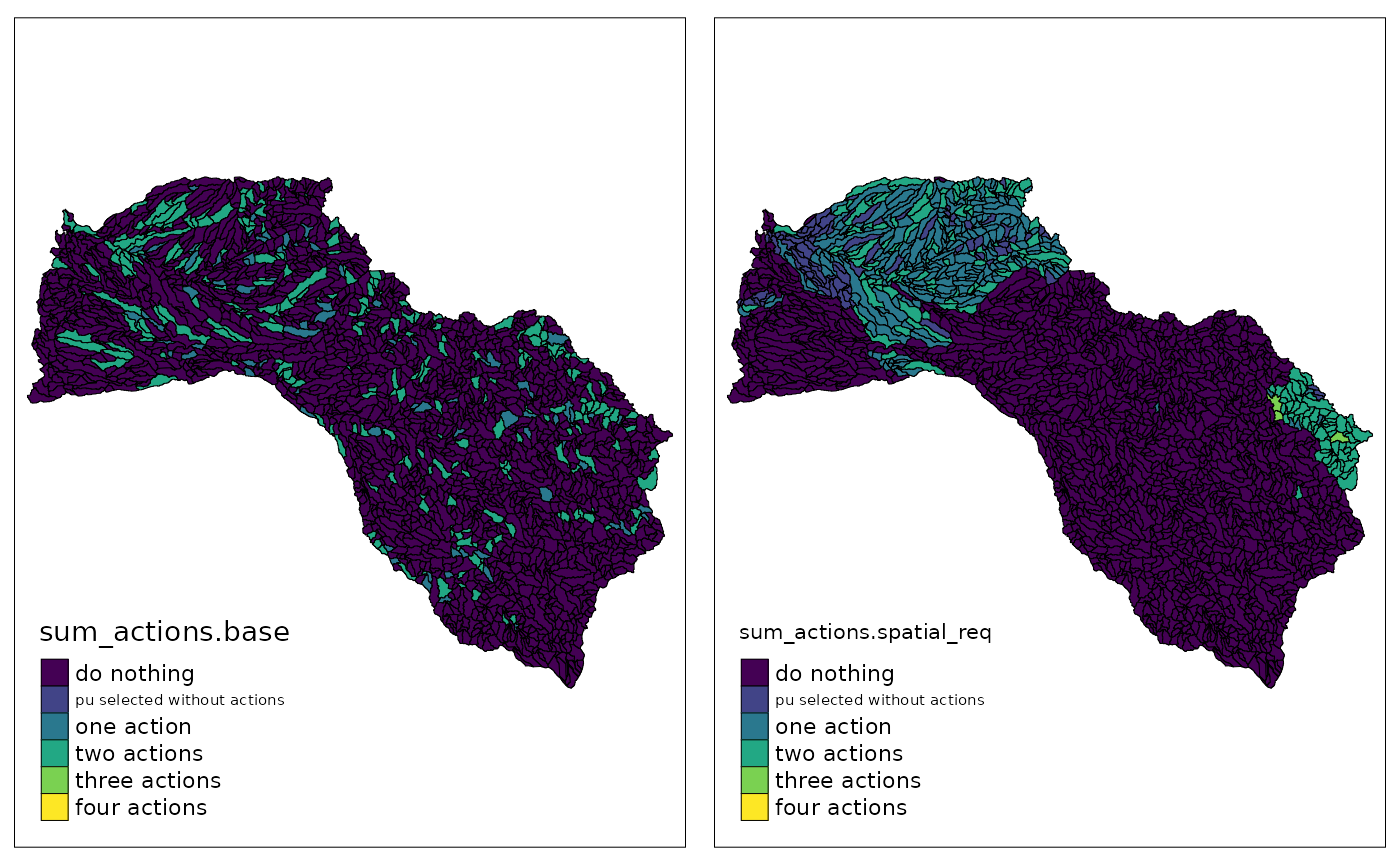 sum_actions.base
do nothing
pu selected without actions
one action
two actions
three actions
four actions
sum_actions.spatial_req
do nothing
pu selected without actions
one action
two actions
three actions
four actions